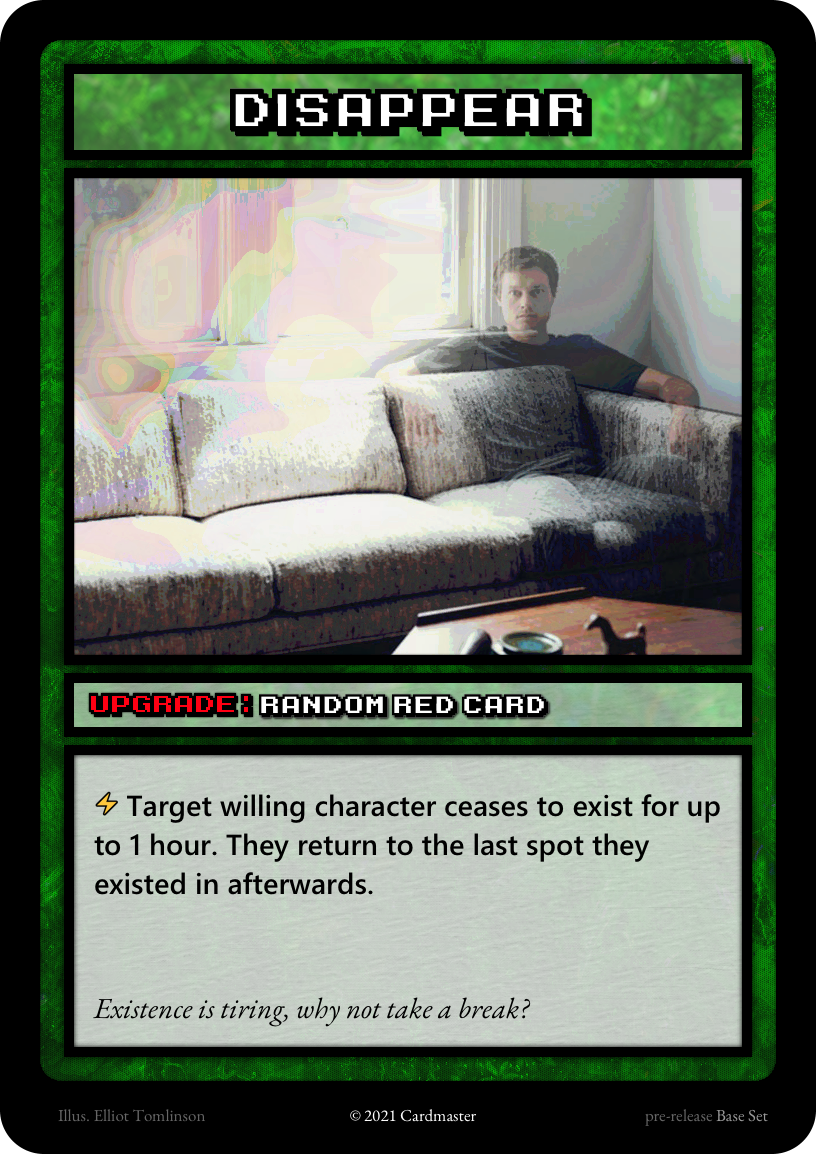 DISAPPEAR
UPGRADE: RANDOM RED CARD
⚡ Target willing character ceases to exist for up
to 1 hour. They return to the last spot they
existed in afterwards.
Existence is tiring, why not take a break?
Illus. Elliot Tomlinson
© 2021 Cardmaster
pre-release Base Set